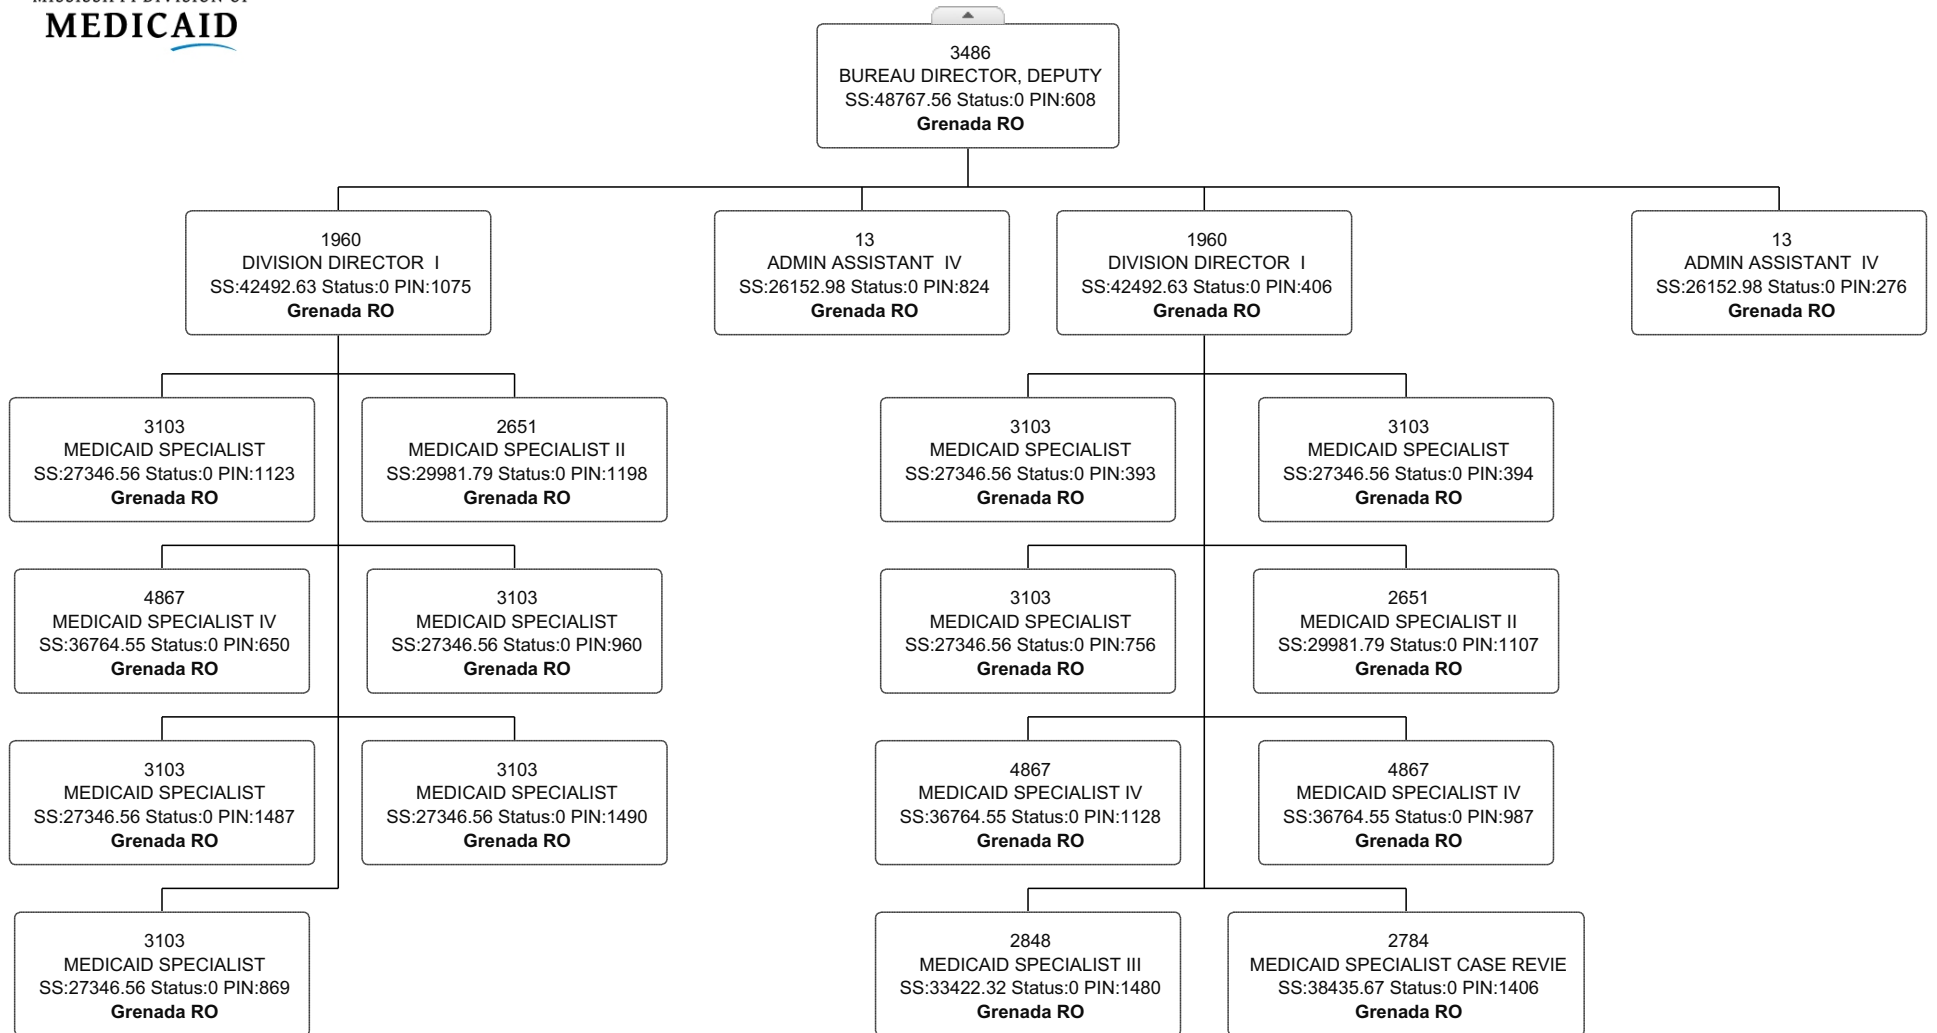 MISSISSIPPI DIVISION OF
MEDICAID
3486
BUREAU DIRECTOR, DEPUTY
SS:48767.56 Status:0 PIN:608
Grenada RO
1960
DIVISION DIRECTOR I
SS:42492.63 Status:0 PIN:1075
Grenada RO
13
ADMIN ASSISTANT IV
SS:26152.98 Status:0 PIN:824
Grenada RO
1960
DIVISION DIRECTOR I
SS:42492.63 Status:0 PIN:406
Grenada RO
13
ADMIN ASSISTANT IV
SS:26152.98 Status:0 PIN:276
Grenada RO
3103
MEDICAID SPECIALIST
SS:27346.56 Status:0 PIN:1123
Grenada RO
2651
MEDICAID SPECIALIST II
SS:29981.79 Status:0 PIN:1198
Grenada RO
3103
MEDICAID SPECIALIST
SS:27346.56 Status:0 PIN:393
Grenada RO
3103
MEDICAID SPECIALIST
SS:27346.56 Status:0 PIN:394
Grenada RO
4867
MEDICAID SPECIALIST IV
SS:36764.55 Status:0 PIN:650
Grenada RO
3103
MEDICAID SPECIALIST
SS:27346.56 Status:0 PIN:960
Grenada RO
3103
MEDICAID SPECIALIST
SS:27346.56 Status:0 PIN:756
Grenada RO
2651
MEDICAID SPECIALIST II
SS:29981.79 Status:0 PIN:1107
Grenada RO
3103
MEDICAID SPECIALIST
SS:27346.56 Status:0 PIN:1487
Grenada RO
3103
MEDICAID SPECIALIST
SS:27346.56 Status:0 PIN:1490
Grenada RO
4867
MEDICAID SPECIALIST IV
SS:36764.55 Status:0 PIN:1128
Grenada RO
4867
MEDICAID SPECIALIST IV
SS:36764.55 Status:0 PIN:987
Grenada RO
3103
MEDICAID SPECIALIST
SS:27346.56 Status:0 PIN:869
Grenada RO
2848
MEDICAID SPECIALIST III
SS:33422.32 Status:0 PIN:1480
Grenada RO
2784
MEDICAID SPECIALIST CASE REVIE
SS:38435.67 Status:0 PIN:1406
Grenada RO